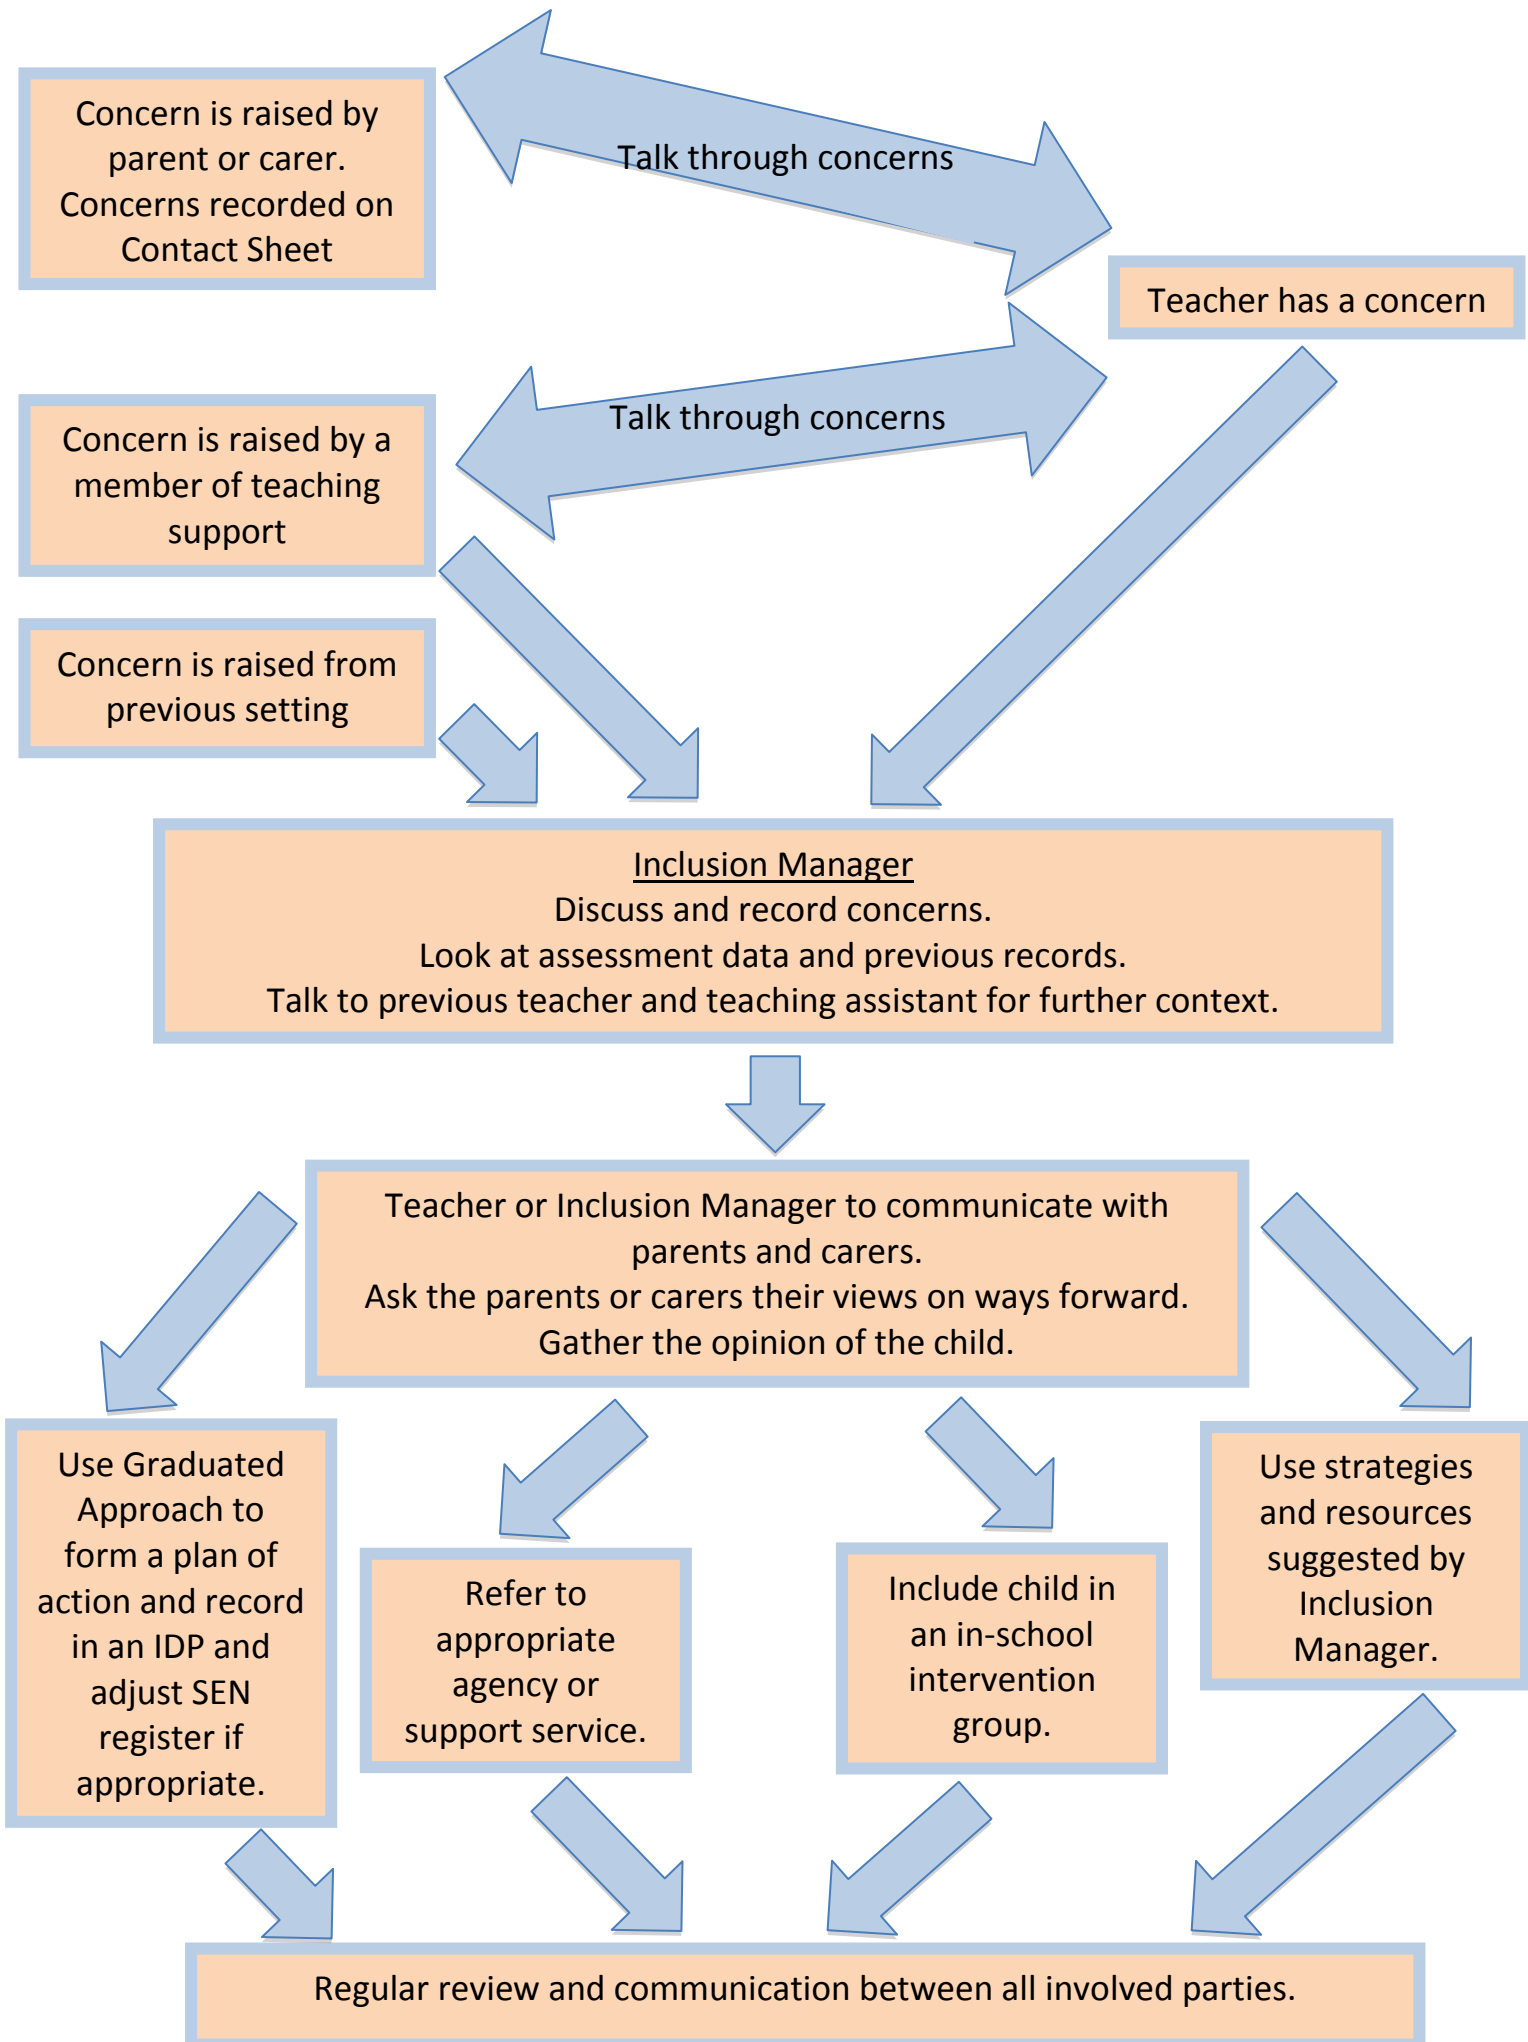 Concern is raised by
parent or carer.
Concerns recorded on
Contact Sheet
Talk through concerns
Teacher has a concern
Talk through concerns
Concern is raised by a
member of teaching
support
Concern is raised from
previous setting
Inclusion Manager
Discuss and record concerns.
Look at assessment data and previous records.
Talk to previous teacher and teaching assistant for further context.
Teacher or Inclusion Manager to communicate with
parents and carers.
Ask the parents or carers their views on ways forward.
Gather the opinion of the child.
Use Graduated
Approach to
form a plan of
action and record
in an IDP and
adjust SEN
register if
appropriate.
Refer to
appropriate
agency or
support service.
Include child in
an in-school
intervention
group.
Use strategies
and resources
suggested by
Inclusion
Manager.
Regular review and communication between all involved parties.